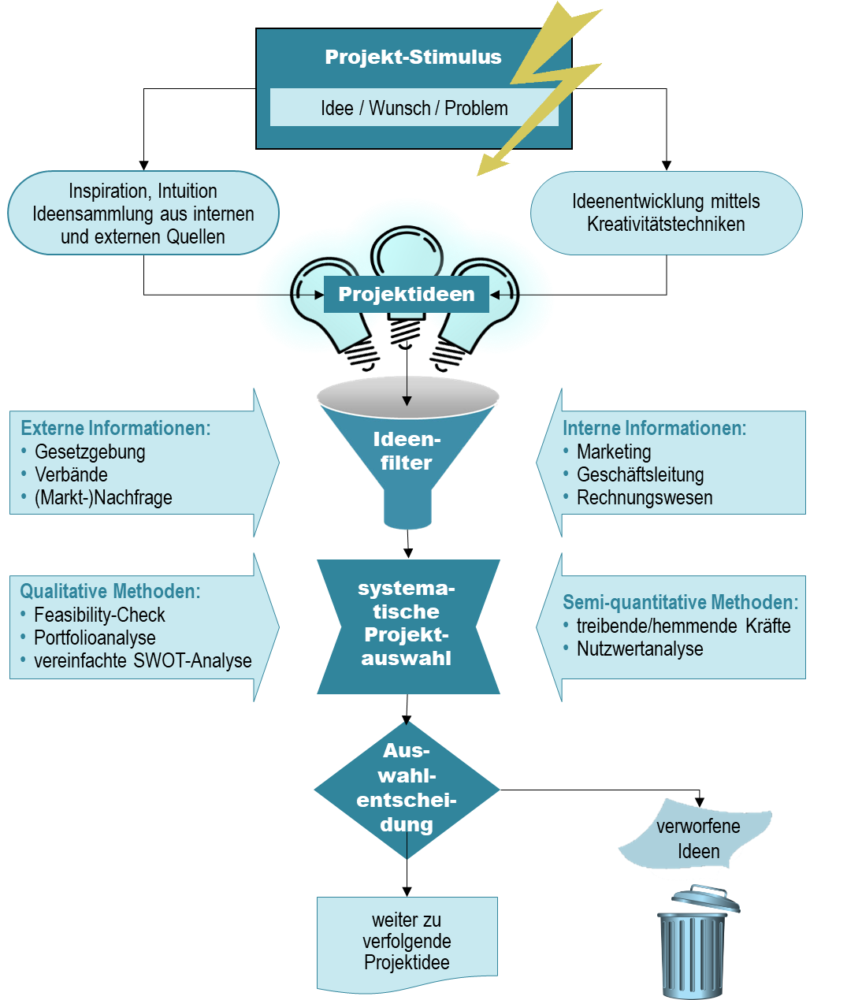 Projekt-Stimulus
Idee / Wunsch / Problem
Inspiration, Intuition
Ideensammlung aus internen
und externen Quellen
Ideenentwicklung mittels
Kreativitätstechniken
Projektideen
Ideen-
filter
Externe Informationen:
• Gesetzgebung
• Verbände
• (Markt-)Nachfrage
Interne Informationen:
• Marketing
• Geschäftsleitung
• Rechnungswesen
systema-
tische
Projekt-
auswahl
Qualitative Methoden:
• Feasibility-Check
• Portfolioanalyse
• vereinfachte SWOT-Analyse
Semi-quantitative Methoden:
• treibende/hemmende Kräfte
• Nutzwertanalyse
Aus-
wahl-
entschei-
dung
verworfene
Ideen
weiter zu
verfolgende
Projektidee